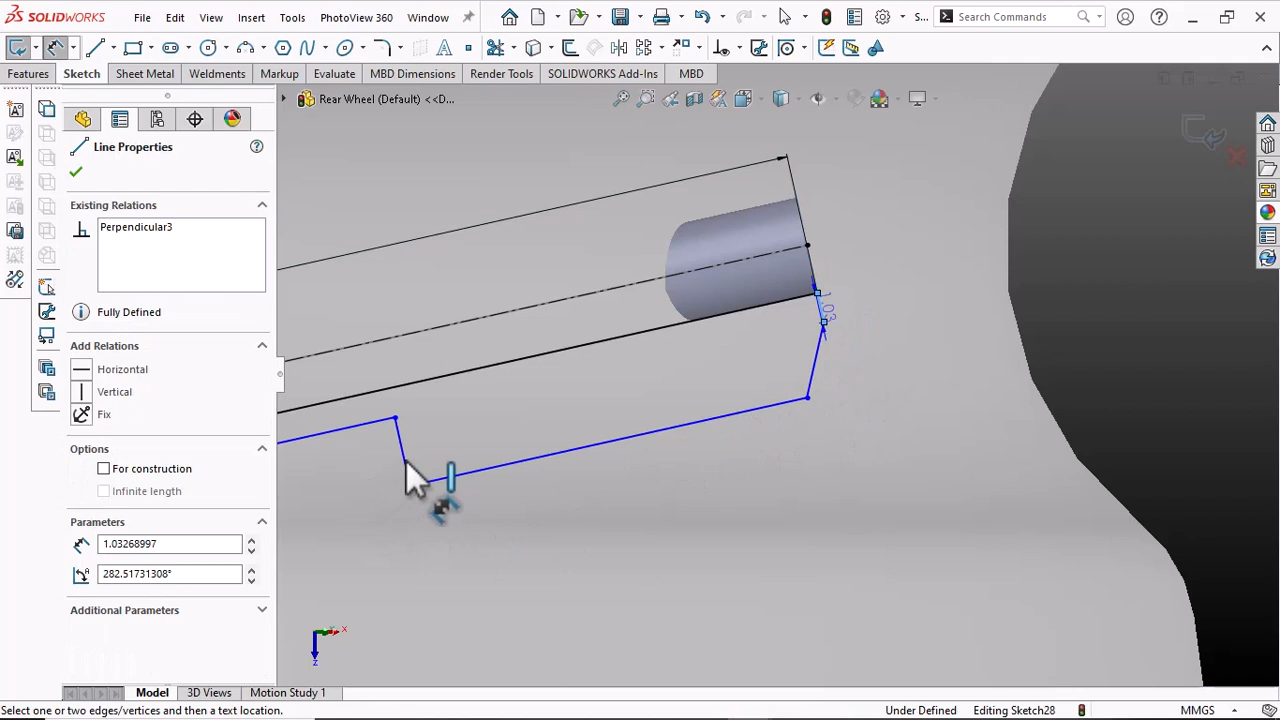 SOLIDWORKS File Edit View Insert Tools PhotoView 360 Window S... Search Commands
Features Sketch Sheet Metal Weldments Markup Evaluate MBD Dimensions Render Tools SOLIDWORKS Add-Ins MBD
Rear Wheel (Default) <<D...
Line Properties
Existing Relations
Perpendicular3
Fully Defined
Add Relations
Horizontal
Vertical
Fix
Options
For construction
Infinite length
Parameters
1.03268997
282.51731308°
Additional Parameters
1.03
x
z
Model 3D Views Motion Study 1
Select one or two edges/vertices and then a text location. Under Defined Editing Sketch28 MMGS